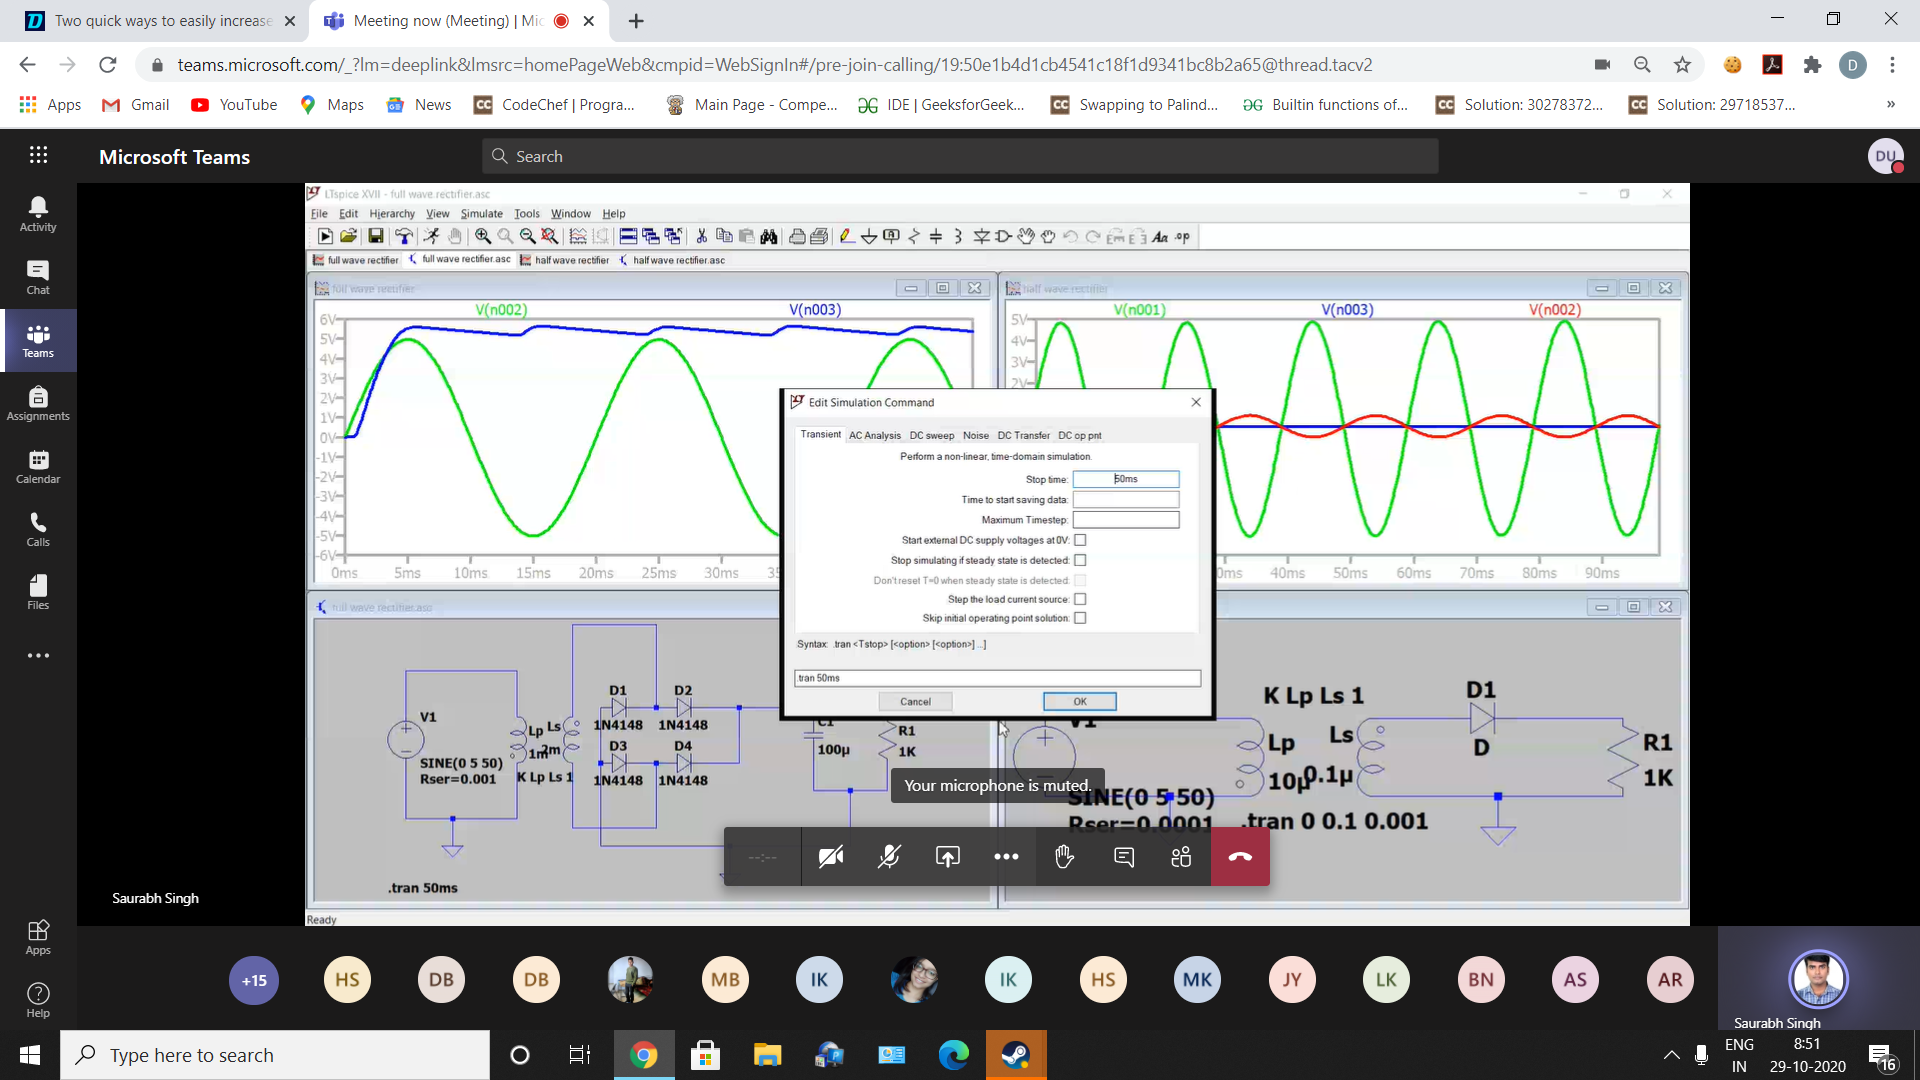 Two quick ways to easily increase
Meeting now (Meeting) | Mic
teams.microsoft.com/_?lm=deeplink&lmsrc=homePageWeb&cmpid=WebSignIn#/pre-join-calling/19:50e1b4d1cb4541c18f1d9341bc8b2a65@thread.tacv2
D
Apps
Gmail
YouTube
Maps
News
CodeChef | Progra...
Main Page - Compe...
IDE | GeeksforGeek...
Swapping to Palind...
Builtin functions of...
Solution: 30278372...
Solution: 29718537...
»
Microsoft Teams
Search
DU
Activity
Chat
Teams
Assignments
Calendar
Calls
Files
Apps
Help
LTspice XVII - full wave rectifier.asc
File Edit Hierarchy View Simulate Tools Window Help
full wave rectifier
full wave rectifier.asc
half wave rectifier
half wave rectifier.asc
full wave rectifier
V(n002) V(n003)
6V
5V
4V
3V
2V
1V
0V
-1V
-2V
-3V
-4V
-5V
-6V
0ms 5ms 10ms 15ms 20ms 25ms 30ms
half wave rectifier
V(n001) V(n003) V(n002)
5V
4V
3V
2V
40ms 50ms 60ms 70ms 80ms 90ms
Edit Simulation Command
Transient AC Analysis DC sweep Noise DC Transfer DC op pnt
Perform a non-linear, time-domain simulation.
Stop time: 50ms
Time to start saving data:
Maximum Timestep:
Start external DC supply voltages at 0V:
Stop simulating if steady state is detected:
Don't reset T=0 when steady state is detected:
Step the load current source:
Skip initial operating point solution:
Syntax: .tran <Tstop> [<option> [<option>] ...]
.tran 50ms
Cancel OK
full wave rectifier.asc
V1
SINE(0 5 50)
Rser=0.001
Lp
1m
Ls
2m
K Lp Ls 1
D1
1N4148
D2
1N4148
D3
1N4148
D4
1N4148
C1
100µ
R1
1K
.tran 50ms
V1
SINE(0 5 50)
Rser=0.0001
K Lp Ls 1
Lp
10µ
Ls
0.1µ
D1
D
R1
1K
.tran 0 0.1 0.001
Your microphone is muted.
--:--
Saurabh Singh
Ready
+15
HS
DB
DB
MB
IK
IK
HS
MK
JY
LK
BN
AS
AR
Saurabh Singh
Type here to search
ENG
IN
8:51
29-10-2020
16